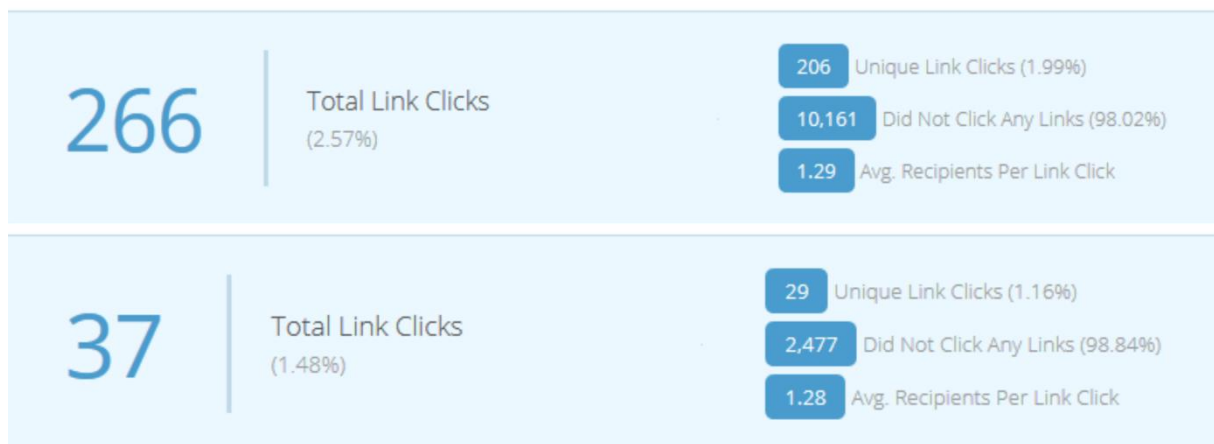 266
Total Link Clicks
(2.57%)
206 Unique Link Clicks (1.99%)
10,161 Did Not Click Any Links (98.02%)
1.29 Avg. Recipients Per Link Click
37
Total Link Clicks
(1.48%)
29 Unique Link Clicks (1.16%)
2,477 Did Not Click Any Links (98.84%)
1.28 Avg. Recipients Per Link Click